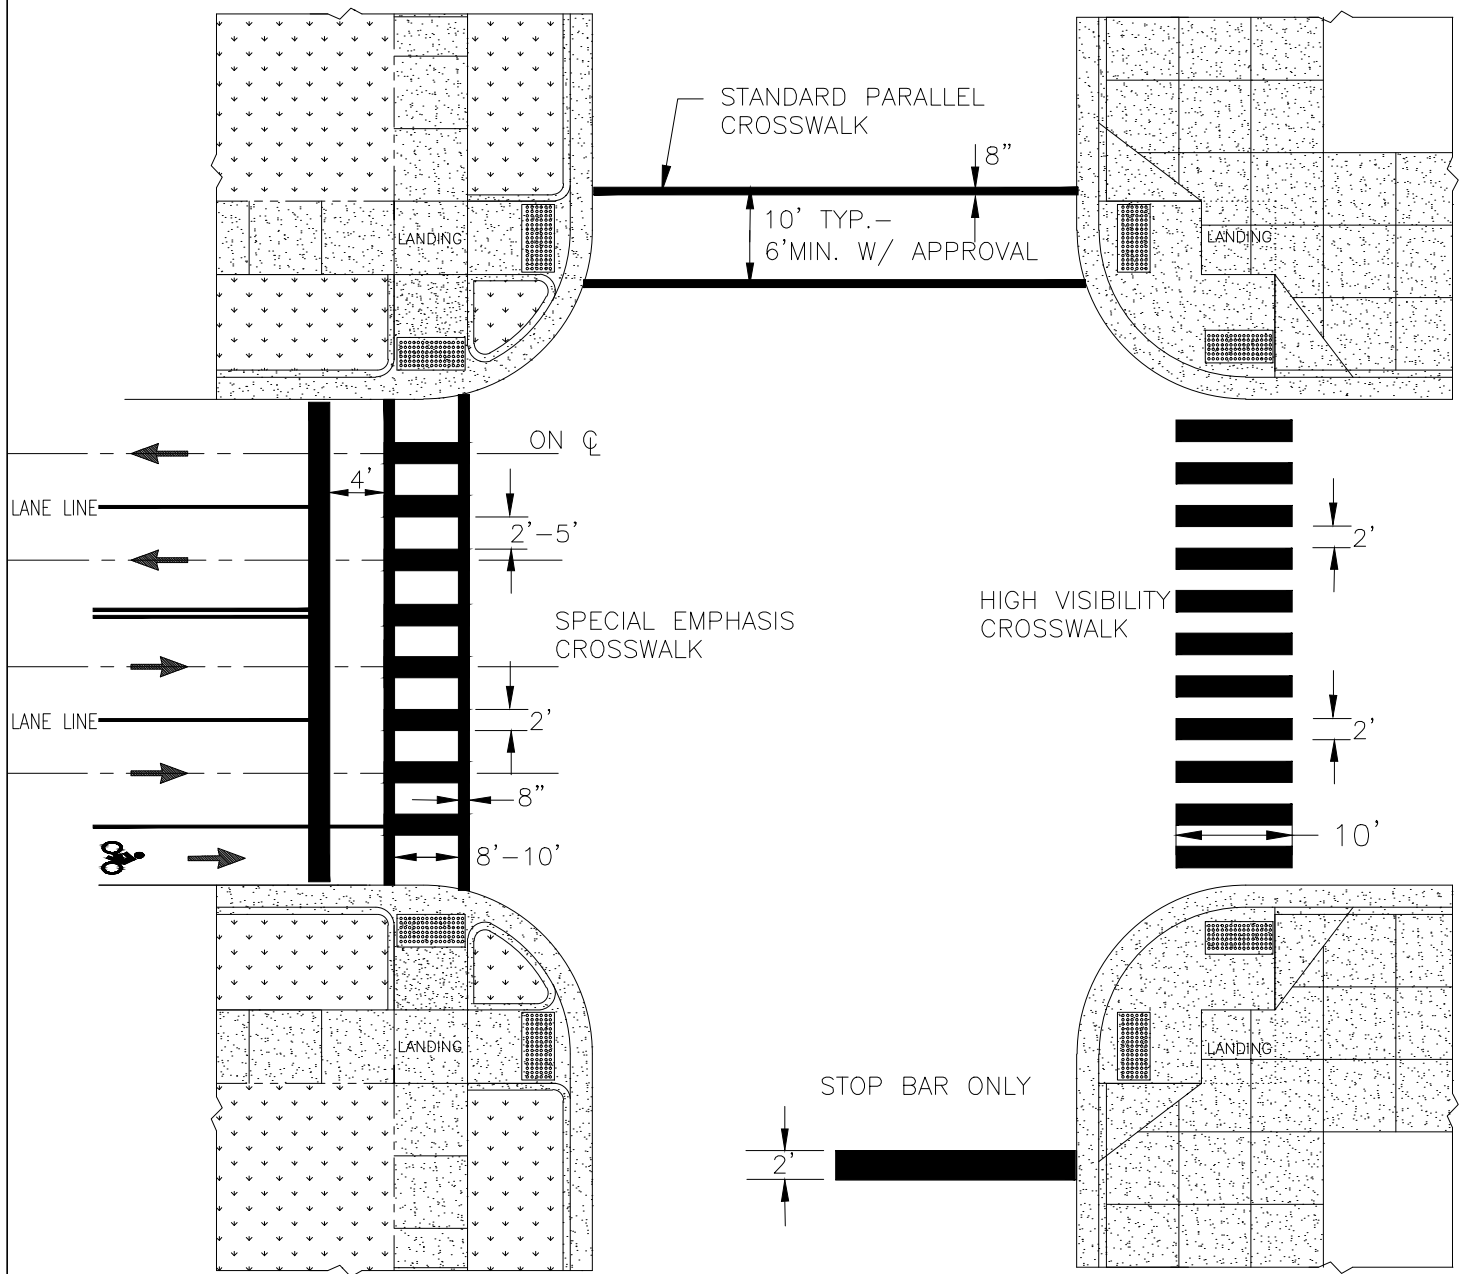 STANDARD PARALLEL
CROSSWALK
8”
10’ TYP.–
6’MIN. W/ APPROVAL
LANDING
LANDING
ON ℄
4’
LANE LINE
2’–5’
2’
SPECIAL EMPHASIS
CROSSWALK
HIGH VISIBILITY
CROSSWALK
LANE LINE
2’
2’
8”
8’–10’
10’
LANDING
LANDING
STOP BAR ONLY
2’